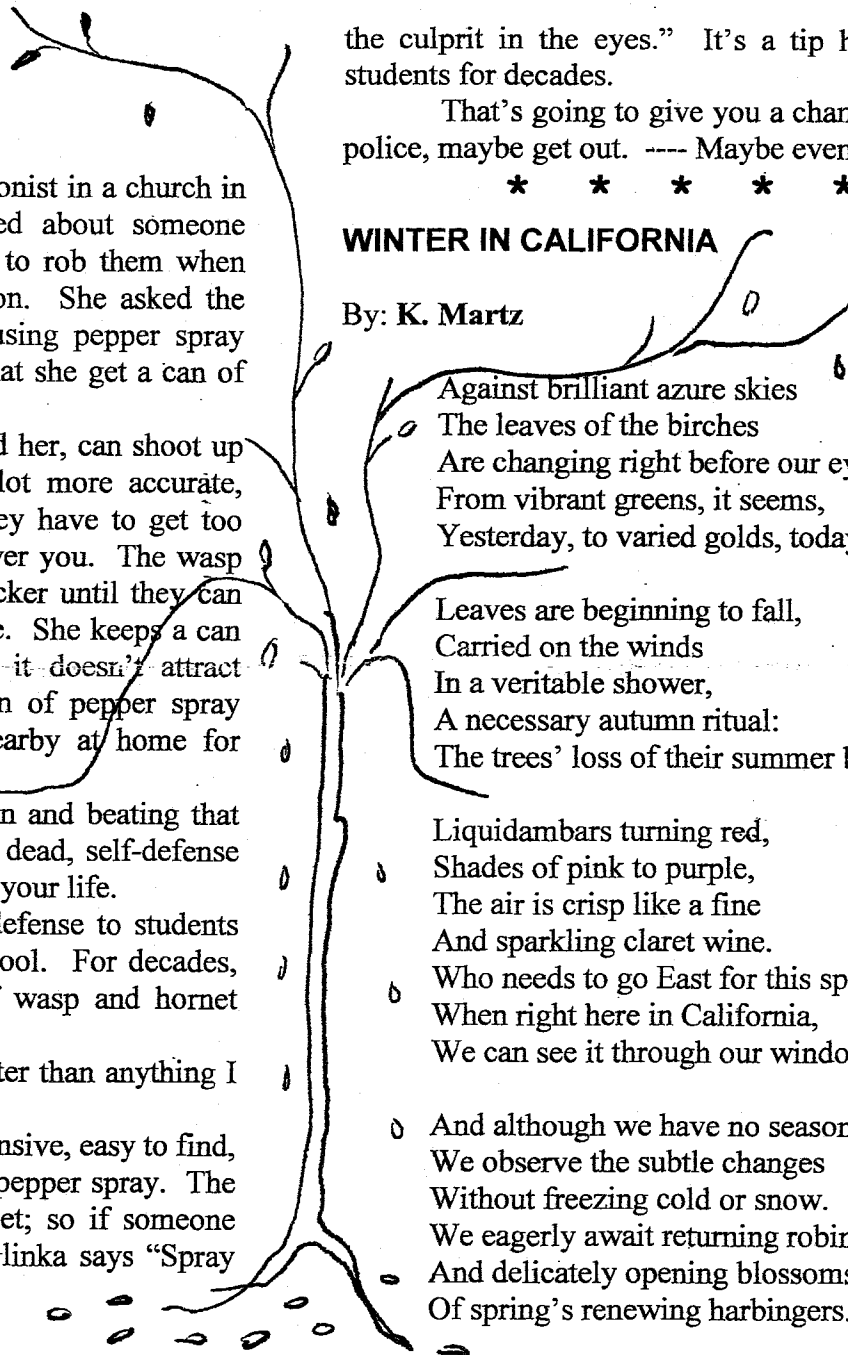 onist in a church in
ed about someone
to rob them when
on. She asked the
using pepper spray
at she get a can of
d her, can shoot up
lot more accurate,
ey have to get too
ver you. The wasp
cker until they can
e. She keeps a can
it doesn't attract
n of pepper spray
earby at home for
n and beating that
dead, self-defense
your life.
defense to students
ool. For decades,
wasp and hornet
ter than anything I
nsive, easy to find,
pepper spray. The
et; so if someone
linka says “Spray
the culprit in the eyes.” It's a tip h
students for decades.
That's going to give you a chan
police, maybe get out. ---- Maybe even
* * * * *
WINTER IN CALIFORNIA
By: K. Martz
Against brilliant azure skies
The leaves of the birches
Are changing right before our ey
From vibrant greens, it seems,
Yesterday, to varied golds, today
Leaves are beginning to fall,
Carried on the winds
In a veritable shower,
A necessary autumn ritual:
The trees’ loss of their summer
Liquidambars turning red,
Shades of pink to purple,
The air is crisp like a fine
And sparkling claret wine.
Who needs to go East for this sp
When right here in California,
We can see it through our windo
And although we have no season
We observe the subtle changes
Without freezing cold or snow.
We eagerly await returning robin
And delicately opening blossoms
Of spring’s renewing harbingers.